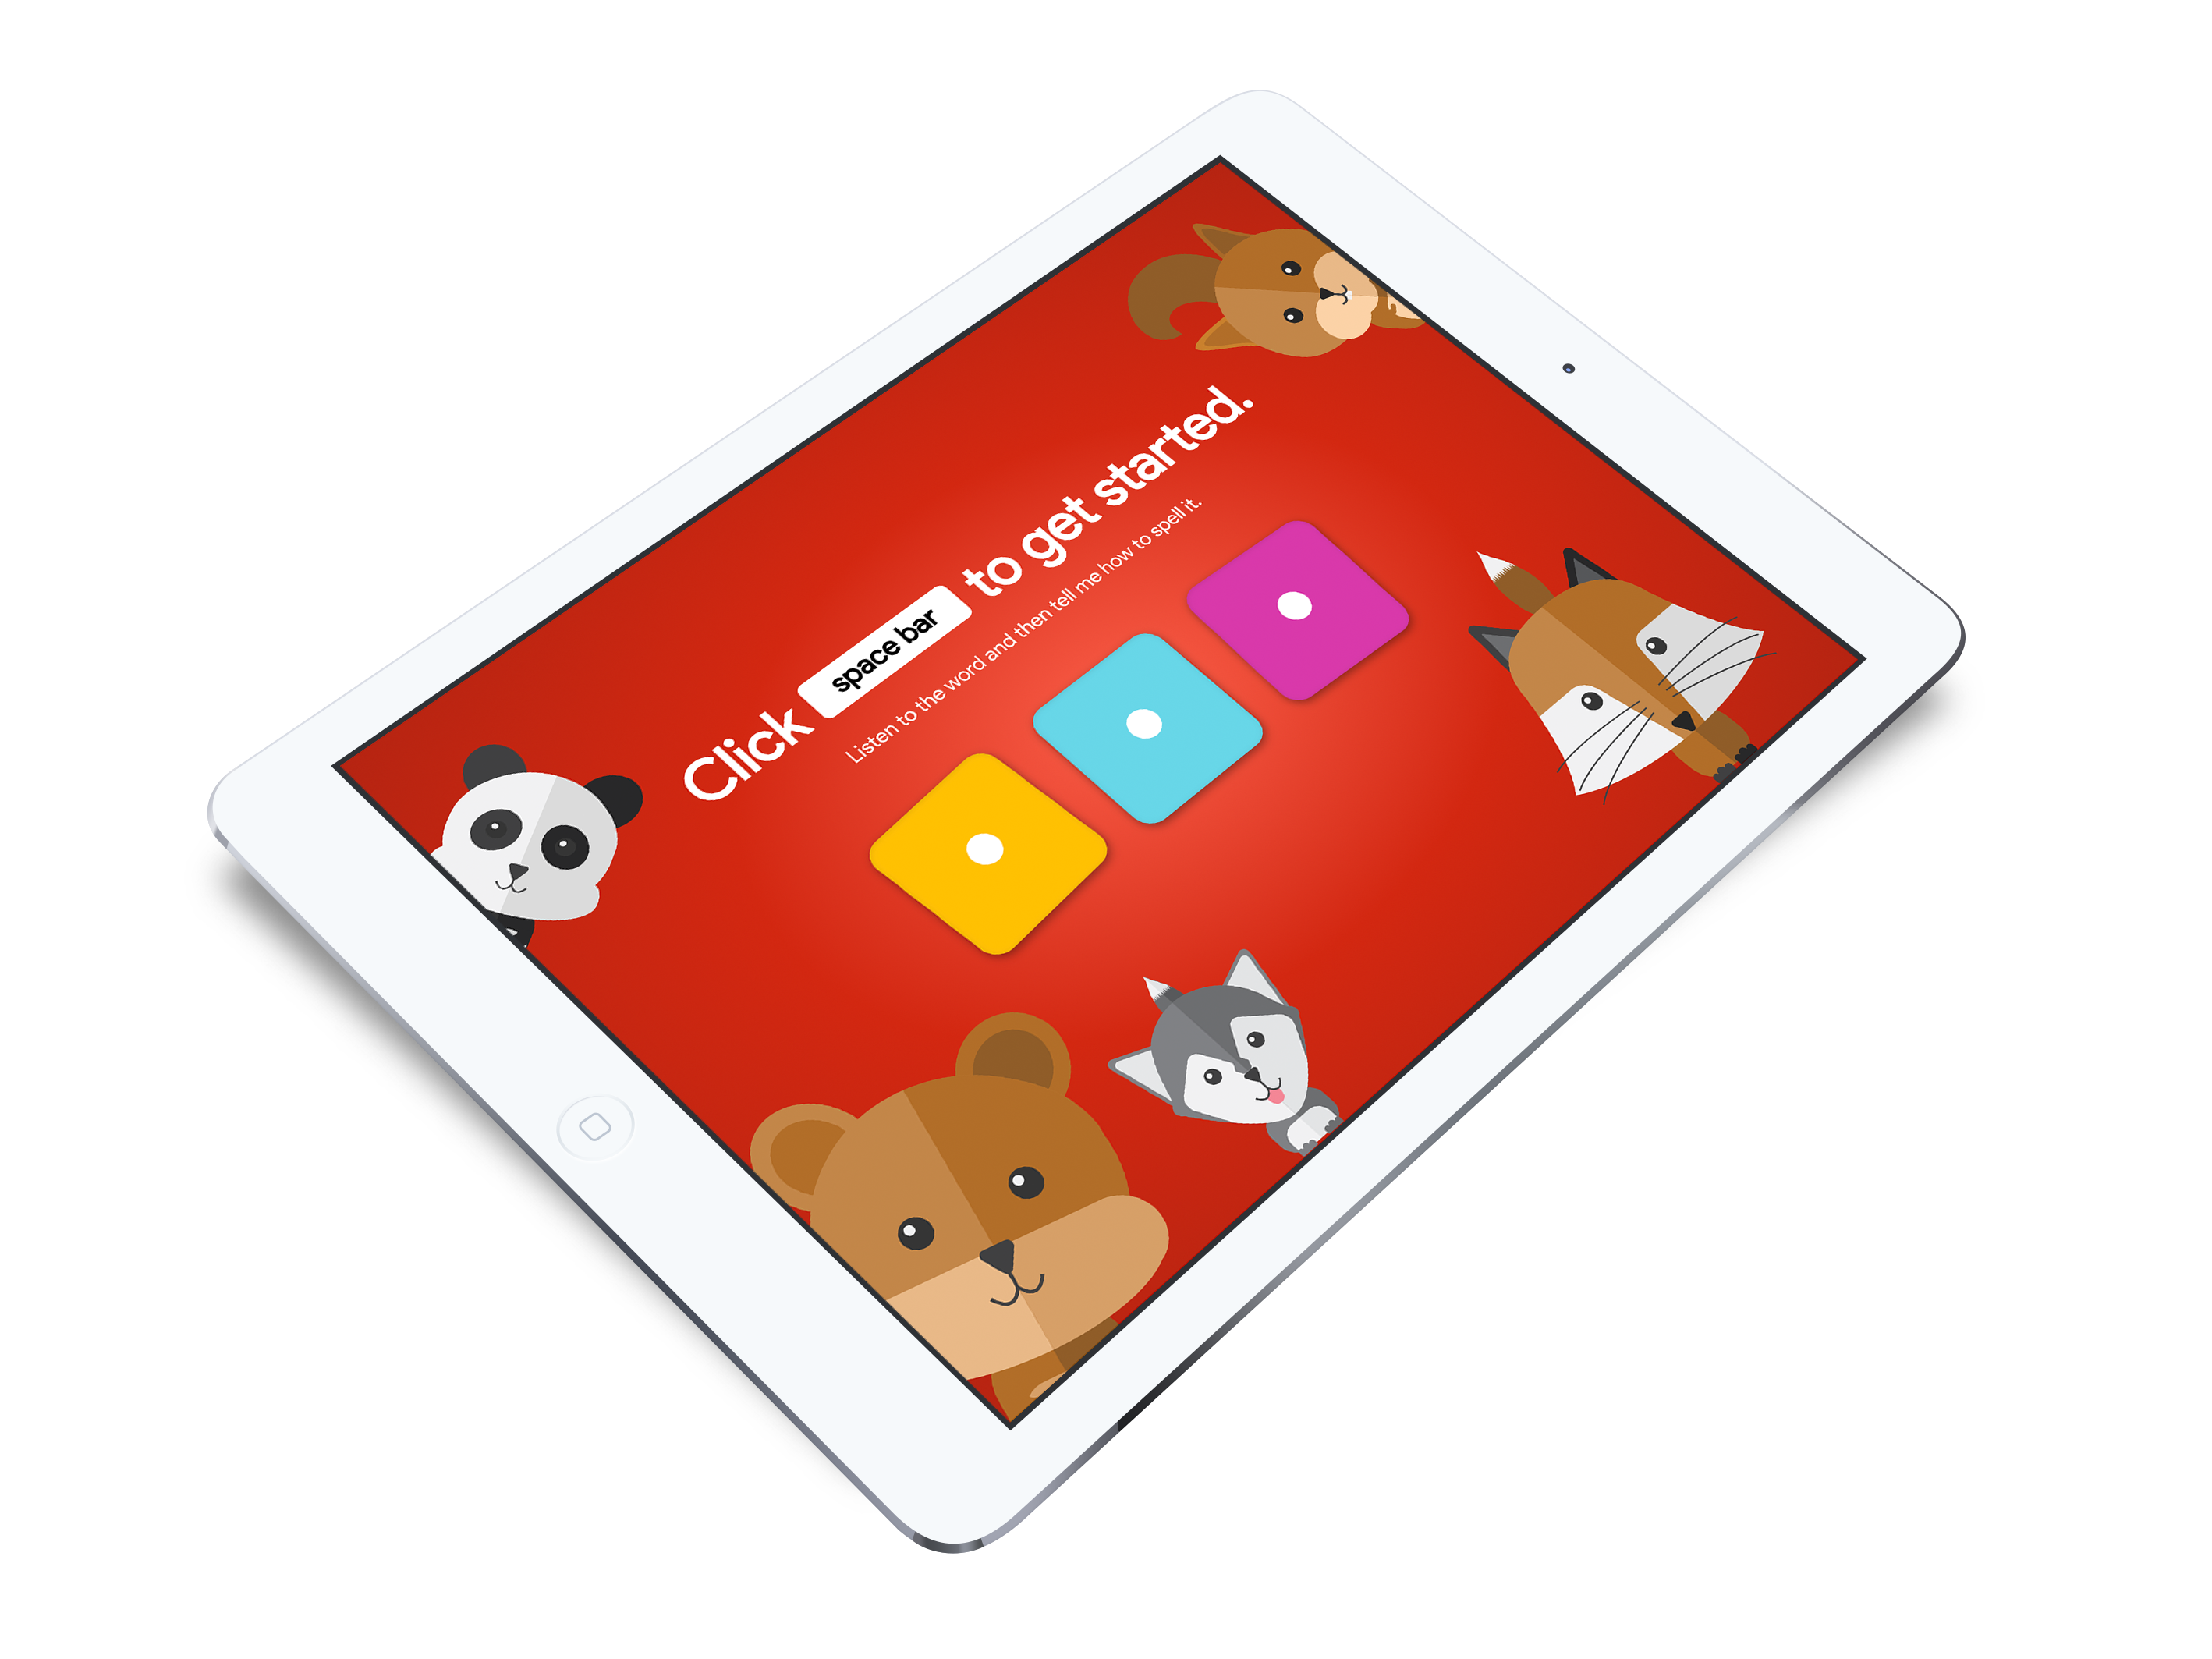 Click space bar to get started.
Listen to the word and then tell me how to spell it.